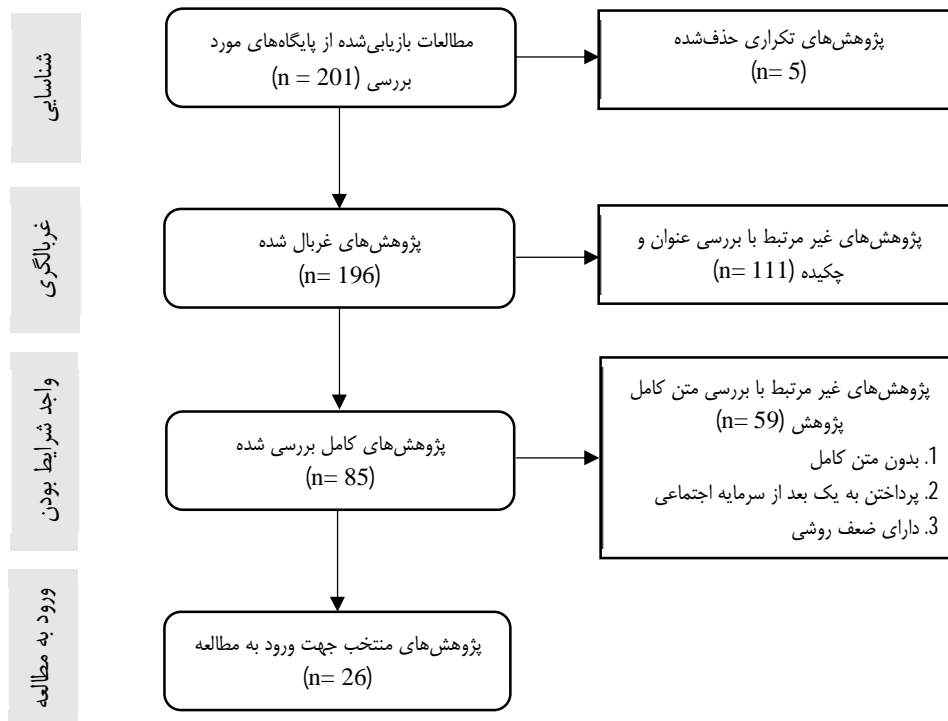 شناسایی
مطالعات بازیابی‌شده از پایگاه‌های مورد
بررسی (n = 201)
پژوهش‌های تکراری حذف‌شده
(n= 5)
غربالگری
پژوهش‌های غربال شده
(n= 196)
پژوهش‌های غیر مرتبط با بررسی عنوان و
چکیده (n= 111)
واجد شرایط بودن
پژوهش‌های کامل بررسی شده
(n= 85)
پژوهش‌های غیر مرتبط با بررسی متن کامل
پژوهش (n= 59)
1. بدون متن کامل
2. پرداختن به یک بعد از سرمایه اجتماعی
3. دارای ضعف روشی
ورود به مطالعه
پژوهش‌های منتخب جهت ورود به مطالعه
(n= 26)